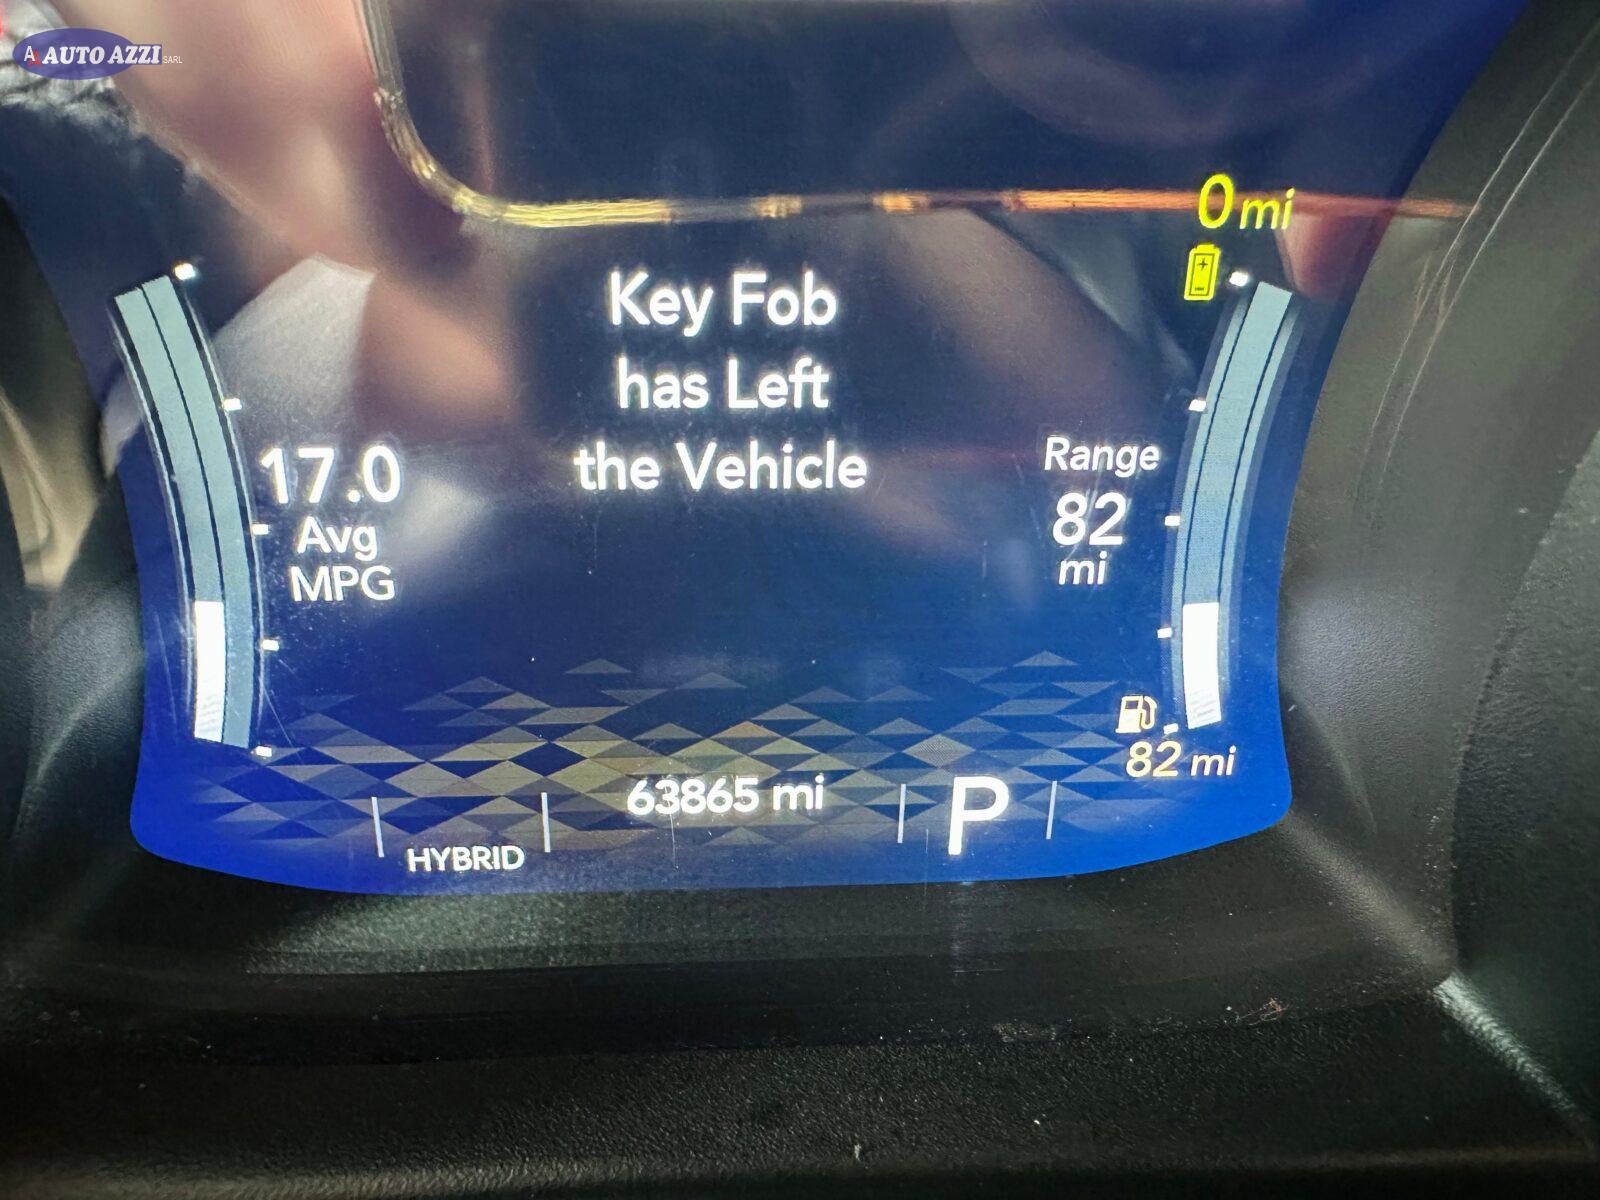 AUTO AZZI SARL
0 mi
Key Fob
has Left
the Vehicle
17.0
Avg
MPG
Range
82
mi
82 mi
63865 mi
P
HYBRID